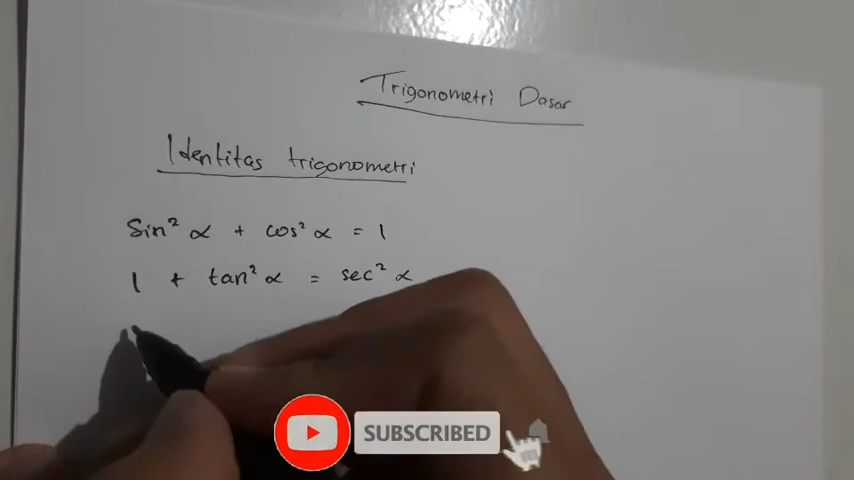 Trigonometri Dasar
Identitas trigonometri
Sin² α + cos² α = 1
1 + tan² α = sec² α
SUBSCRIBED